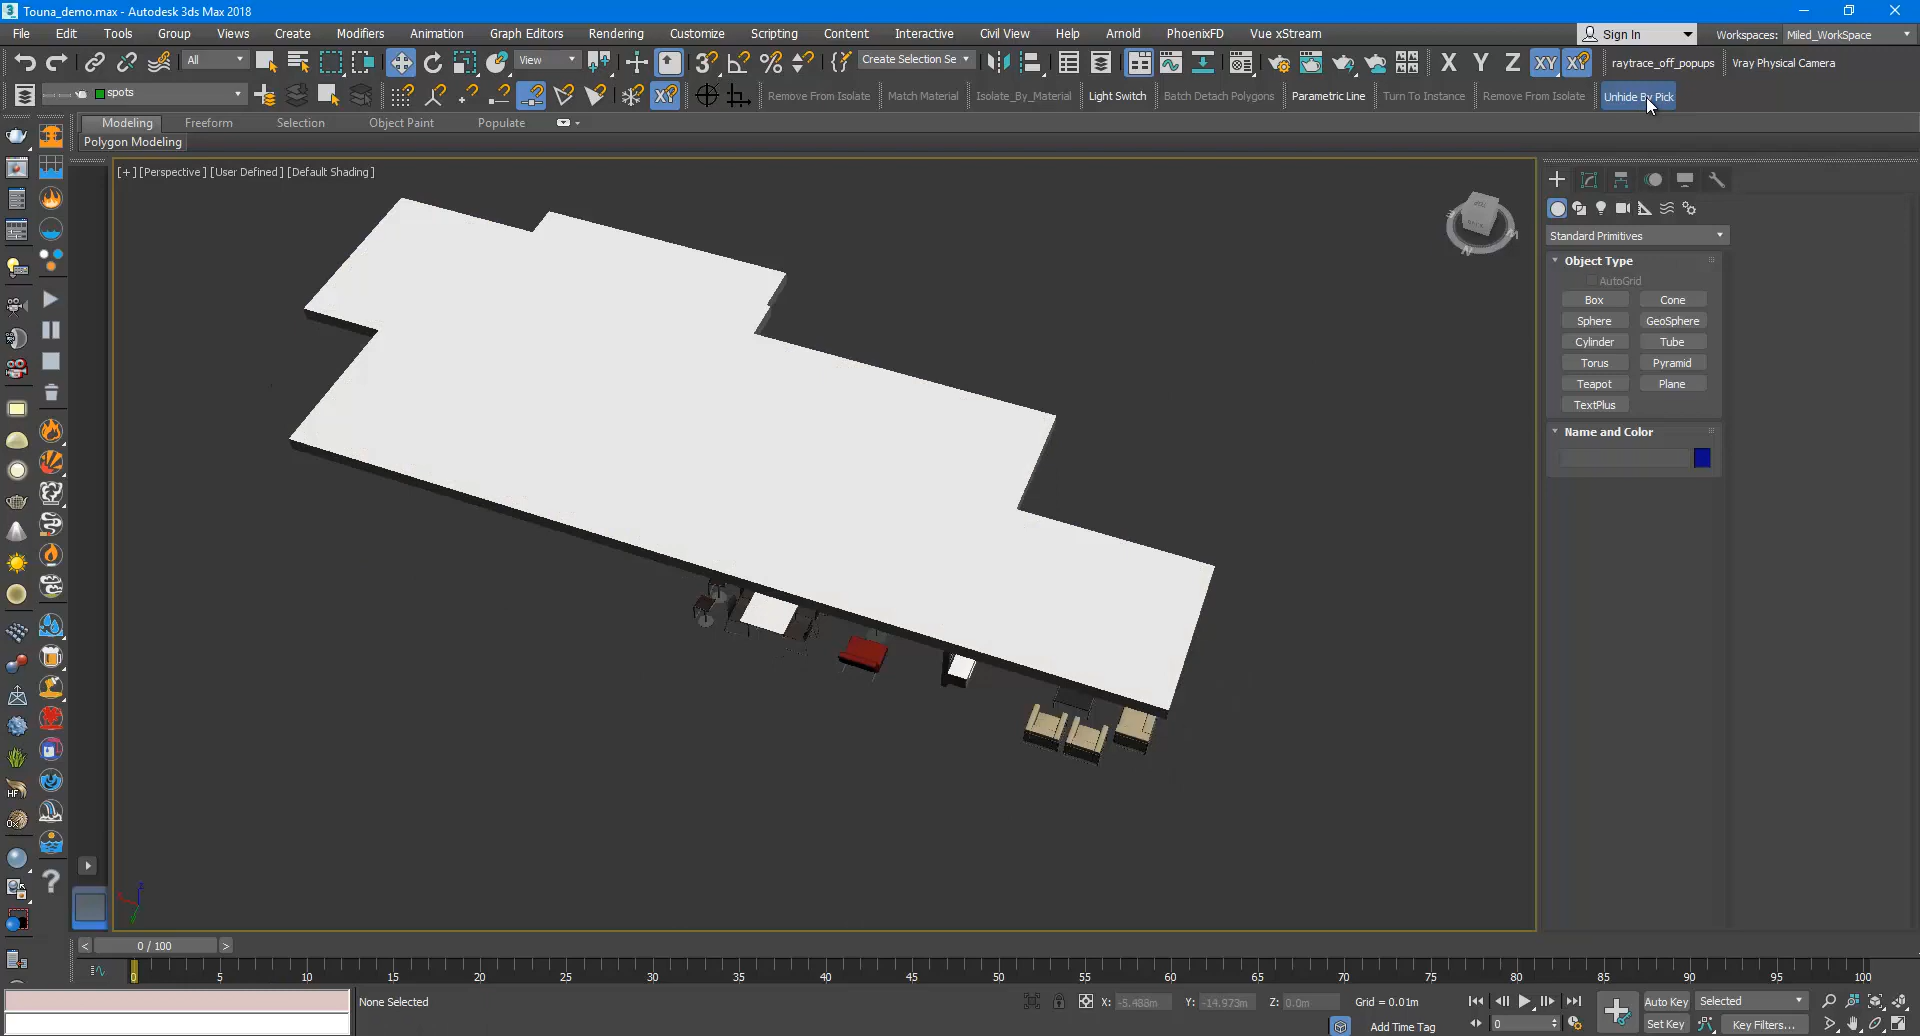 Touna_demo.max - Autodesk 3ds Max 2018
File Edit Tools Group Views Create Modifiers Animation Graph Editors Rendering Customize Scripting Content Interactive Civil View Help Arnold PhoenixFD Vue xStream Sign In Workspaces: Miled_WorkSpace
All View Create Selection Se X Y Z XY XY raytrace_off_popups Vray Physical Camera
spots XY Remove From Isolate Match Material Isolate_By_Material Light Switch Batch Detach Polygons Parametric Line Turn To Instance Remove From Isolate Unhide By Pick
Modeling Freeform Selection Object Paint Populate
Polygon Modeling
[+] [Perspective] [User Defined] [Default Shading]
Standard Primitives
Object Type
AutoGrid
Box Cone
Sphere GeoSphere
Cylinder Tube
Torus Pyramid
Teapot Plane
TextPlus
Name and Color
< 0 / 100 >
0 5 10 15 20 25 30 35 40 45 50 55 60 65 70 75 80 85 90 95 100
None Selected X: -5.488m Y: -14.973m Z: 0.0m Grid = 0.01m Auto Key Selected
Add Time Tag 0 Set Key Key Filters...